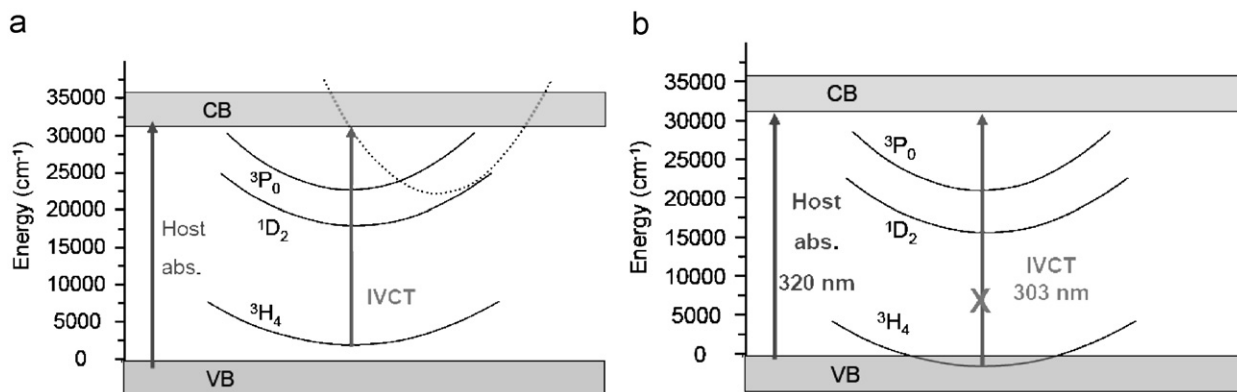 a
Energy (cm⁻¹)
35000
30000
25000
20000
15000
10000
5000
0
CB
³P₀
¹D₂
Host
abs.
IVCT
³H₄
VB
b
Energy (cm⁻¹)
35000
30000
25000
20000
15000
10000
5000
0
CB
³P₀
¹D₂
Host
abs.
320 nm
IVCT
303 nm
X
³H₄
VB